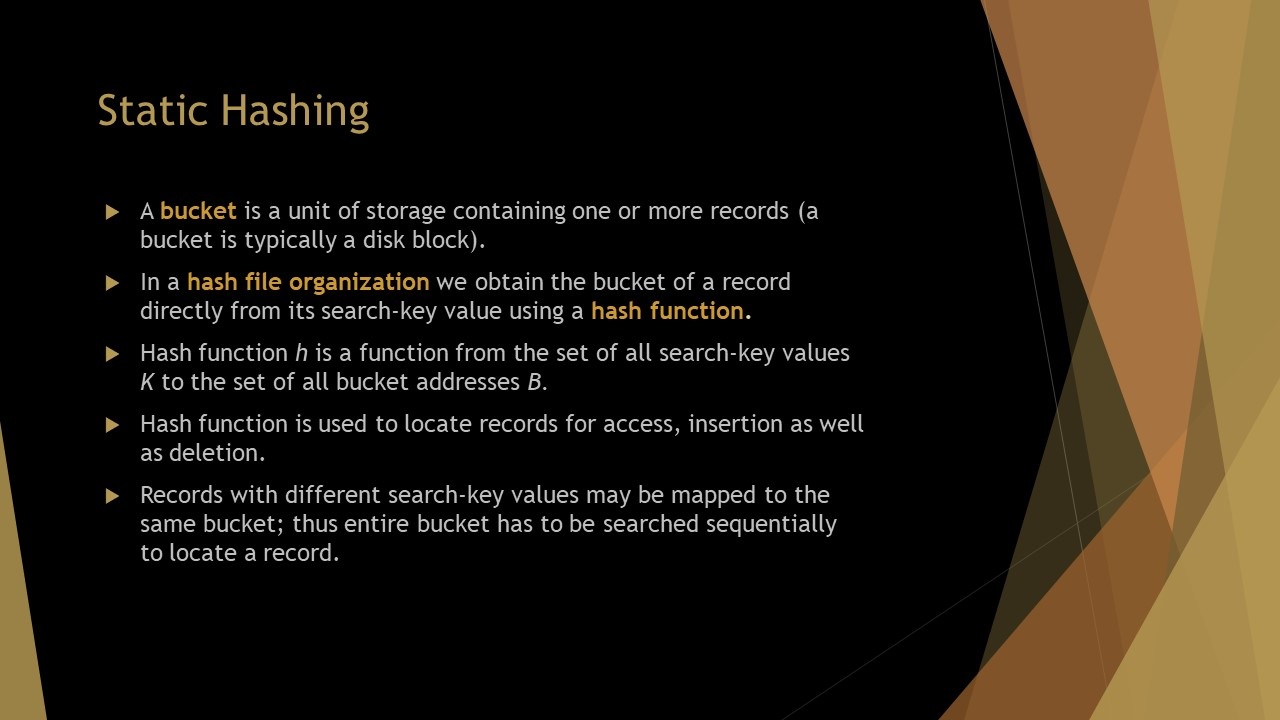 Static Hashing
A bucket is a unit of storage containing one or more records (a
bucket is typically a disk block).
In a hash file organization we obtain the bucket of a record
directly from its search-key value using a hash function.
Hash function h is a function from the set of all search-key values
K to the set of all bucket addresses B.
Hash function is used to locate records for access, insertion as well
as deletion.
Records with different search-key values may be mapped to the
same bucket; thus entire bucket has to be searched sequentially
to locate a record.